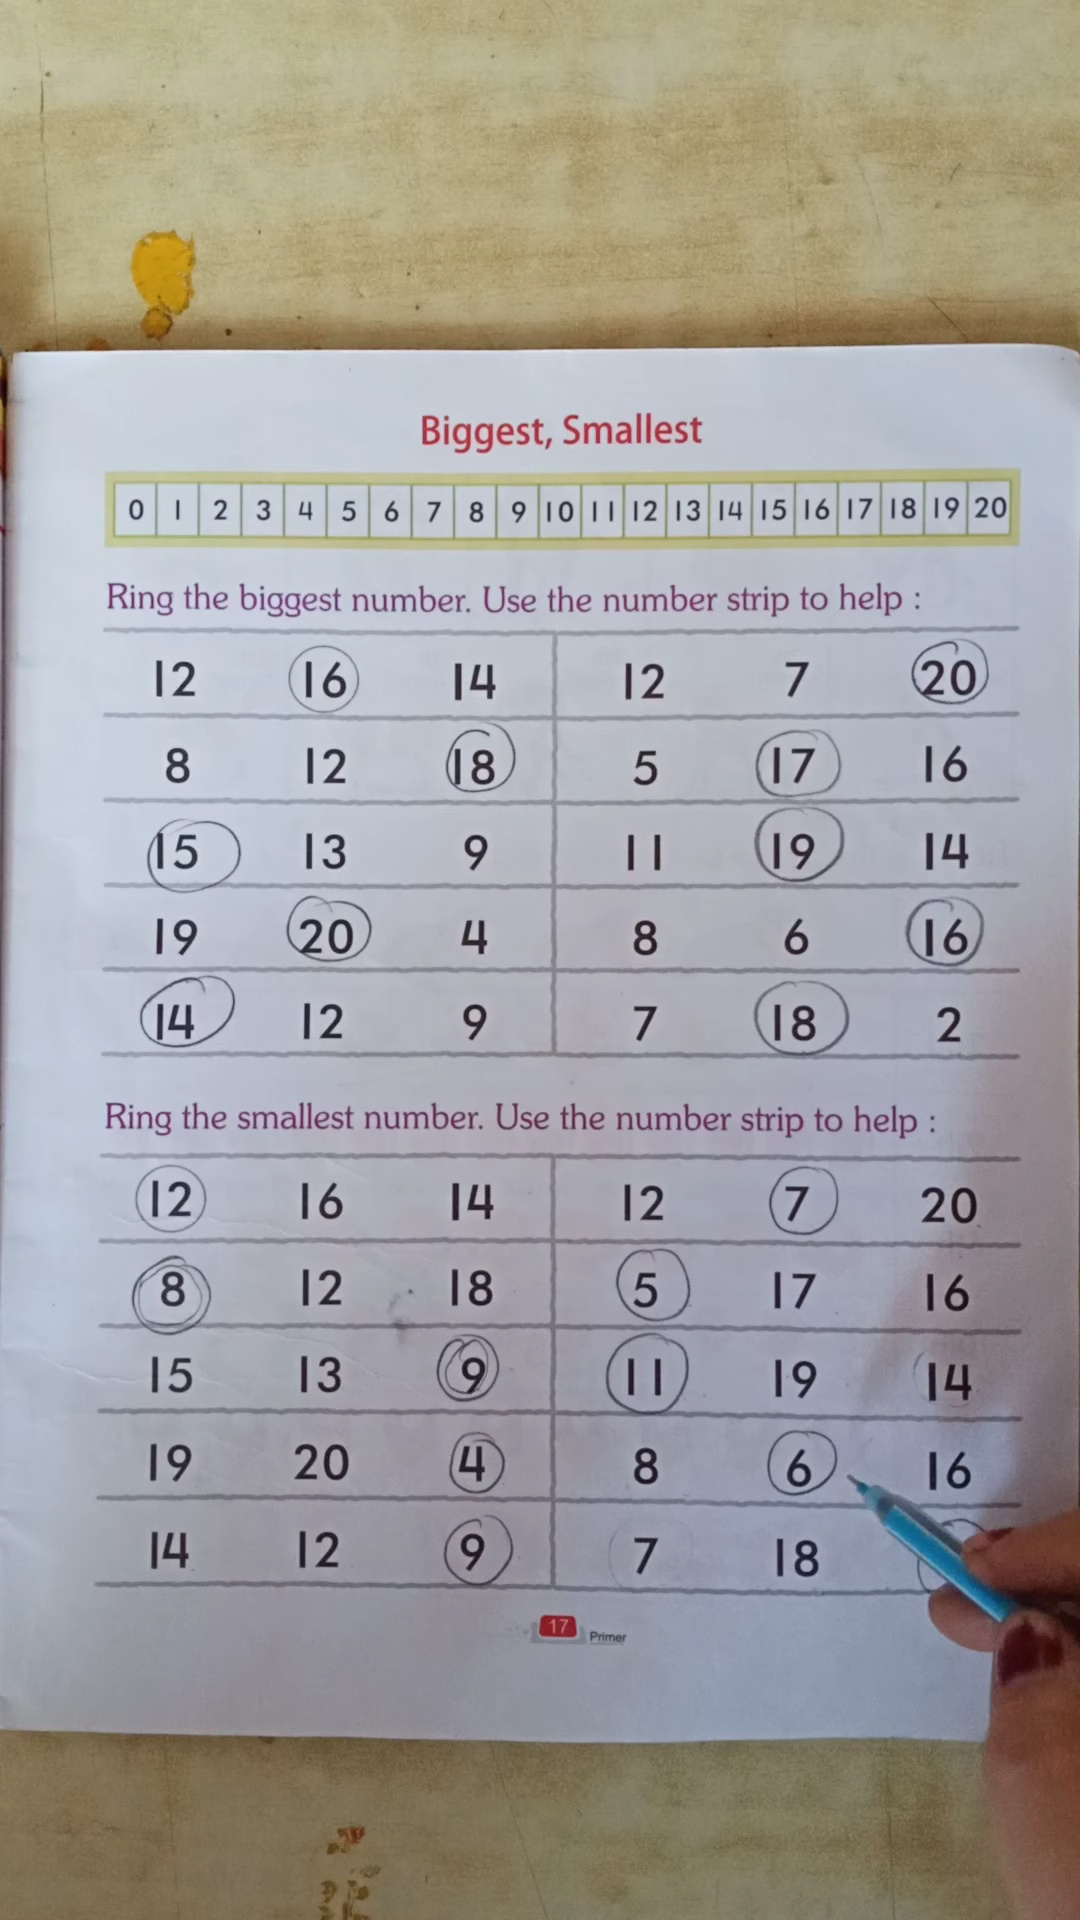 Biggest, Smallest
0 1 2 3 4 5 6 7 8 9 10 11 12 13 14 15 16 17 18 19 20
Ring the biggest number. Use the number strip to help :
12 16 14 12 7 20
8 12 18 5 17 16
15 13 9 11 19 14
19 20 4 8 6 16
14 12 9 7 18 2
Ring the smallest number. Use the number strip to help :
12 16 14 12 7 20
8 12 18 5 17 16
15 13 9 11 19 14
19 20 4 8 6 16
14 12 9 7 18
17 Primer